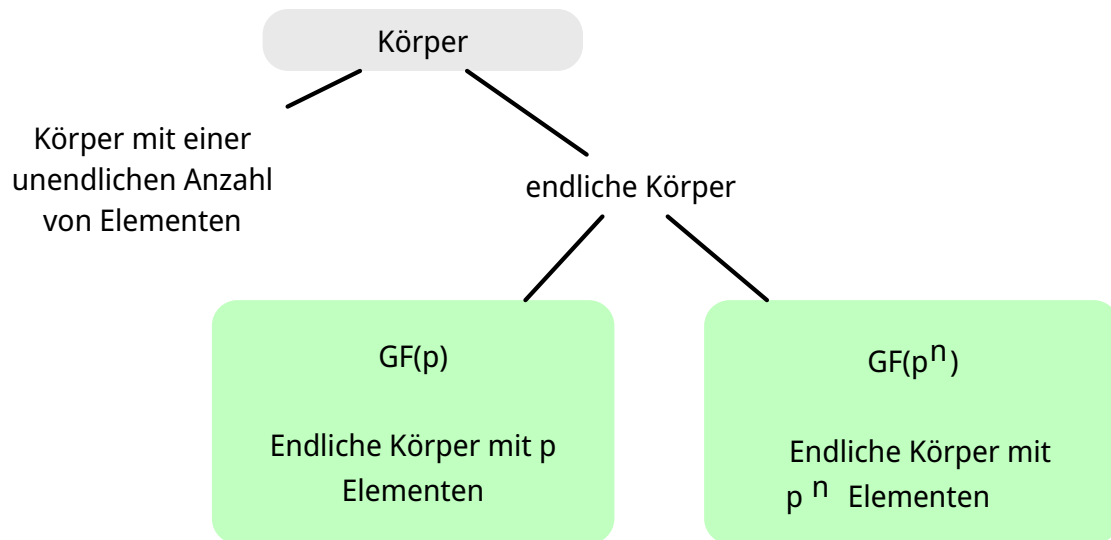 Körper
Körper mit einer
unendlichen Anzahl
von Elementen
endliche Körper
GF(p)
Endliche Körper mit p
Elementen
GF(pⁿ)
Endliche Körper mit
pⁿ Elementen